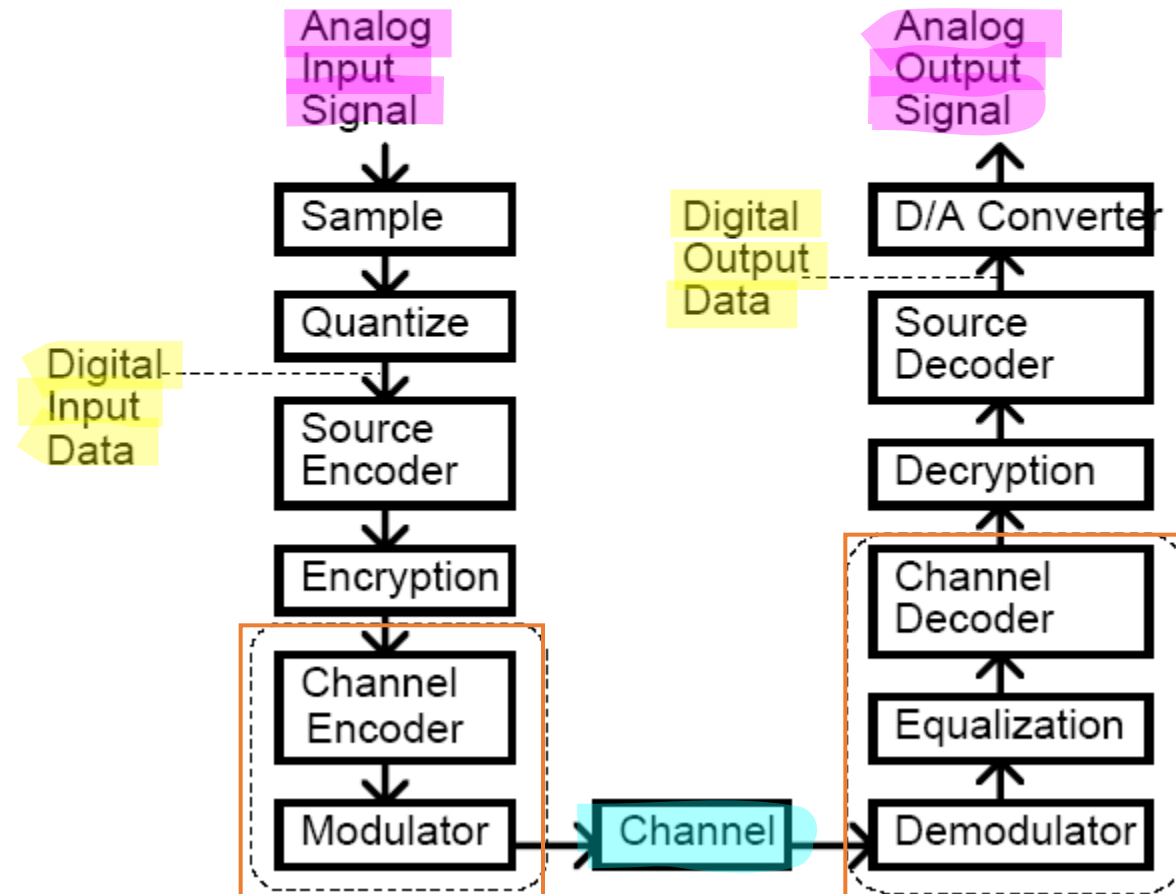 Analog
Input
Signal
Sample
Quantize
Digital
Input
Data
Source
Encoder
Encryption
Channel
Encoder
Modulator
Channel
Analog
Output
Signal
D/A Converter
Digital
Output
Data
Source
Decoder
Decryption
Channel
Decoder
Equalization
Demodulator